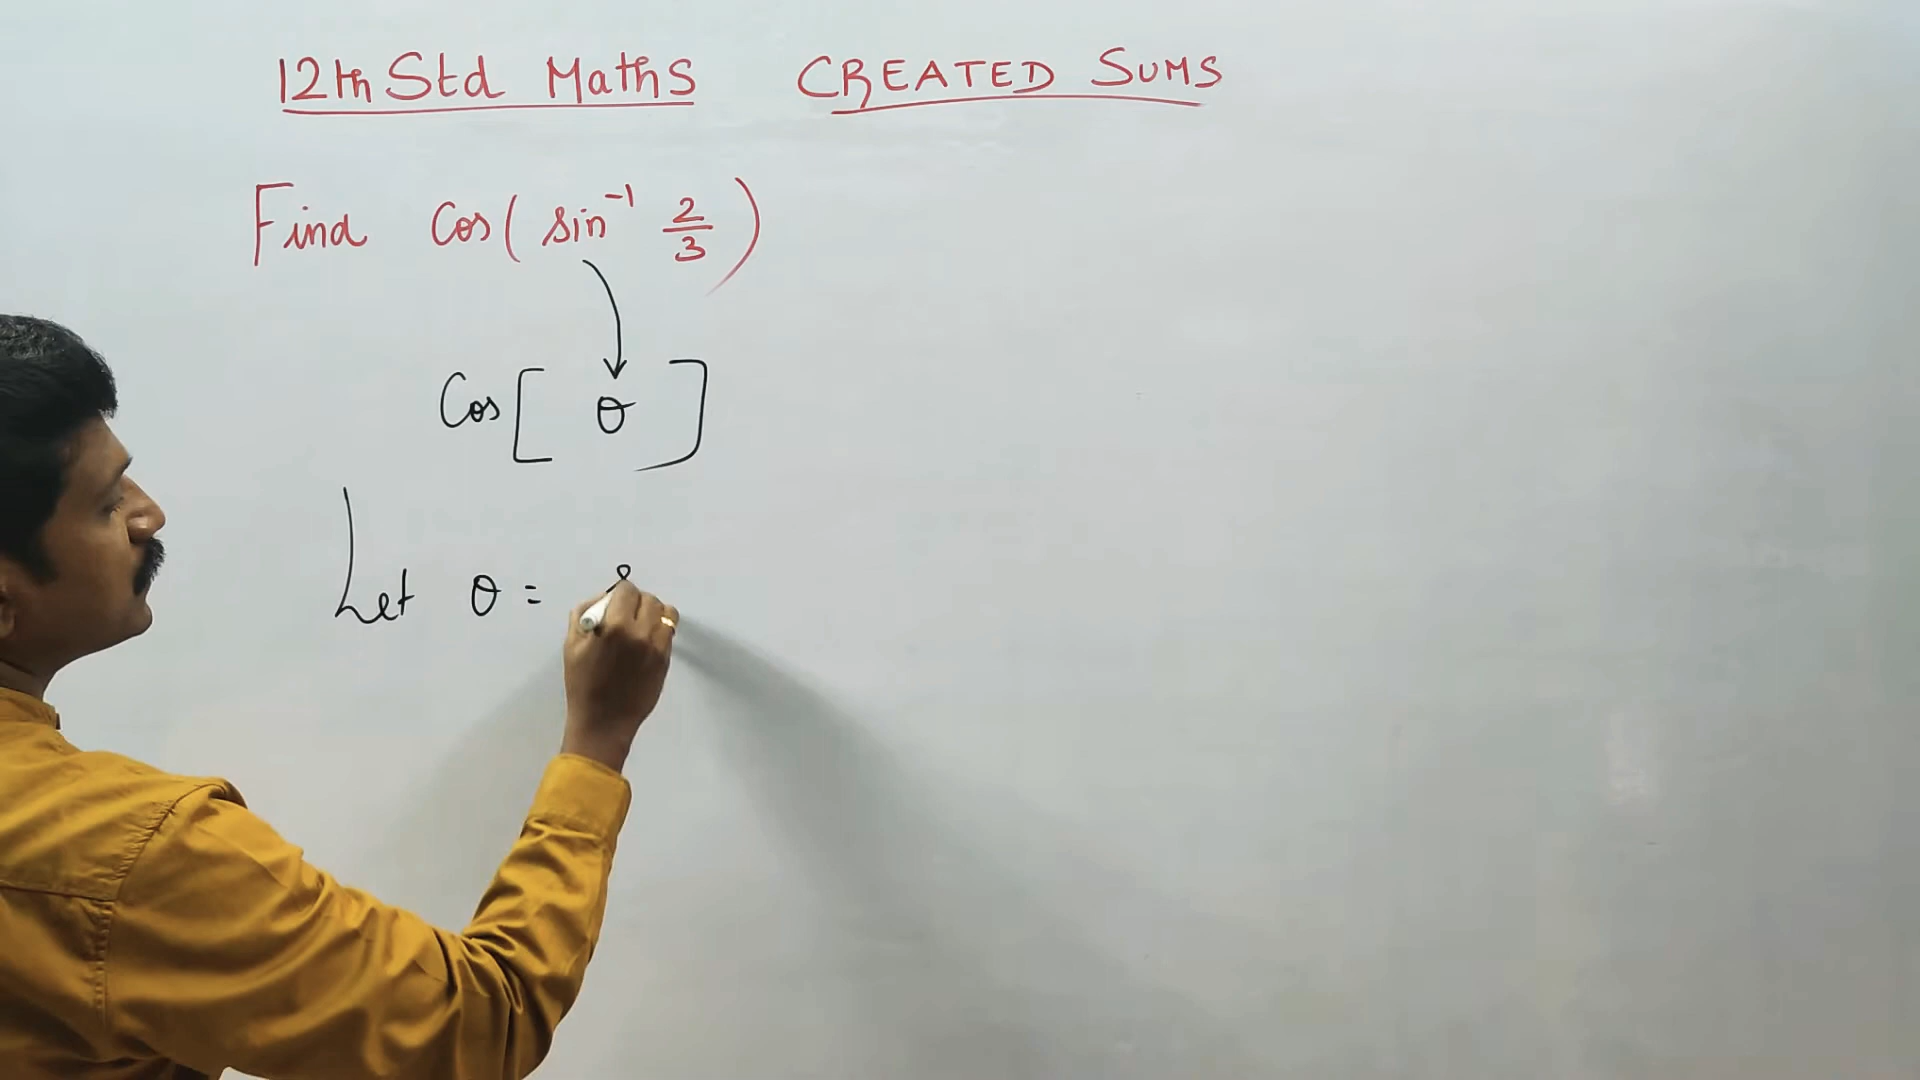 12th Std Maths CREATED SUMS
Find Cos( sin⁻¹ 2/3 )
Cos[ θ ]
Let θ =